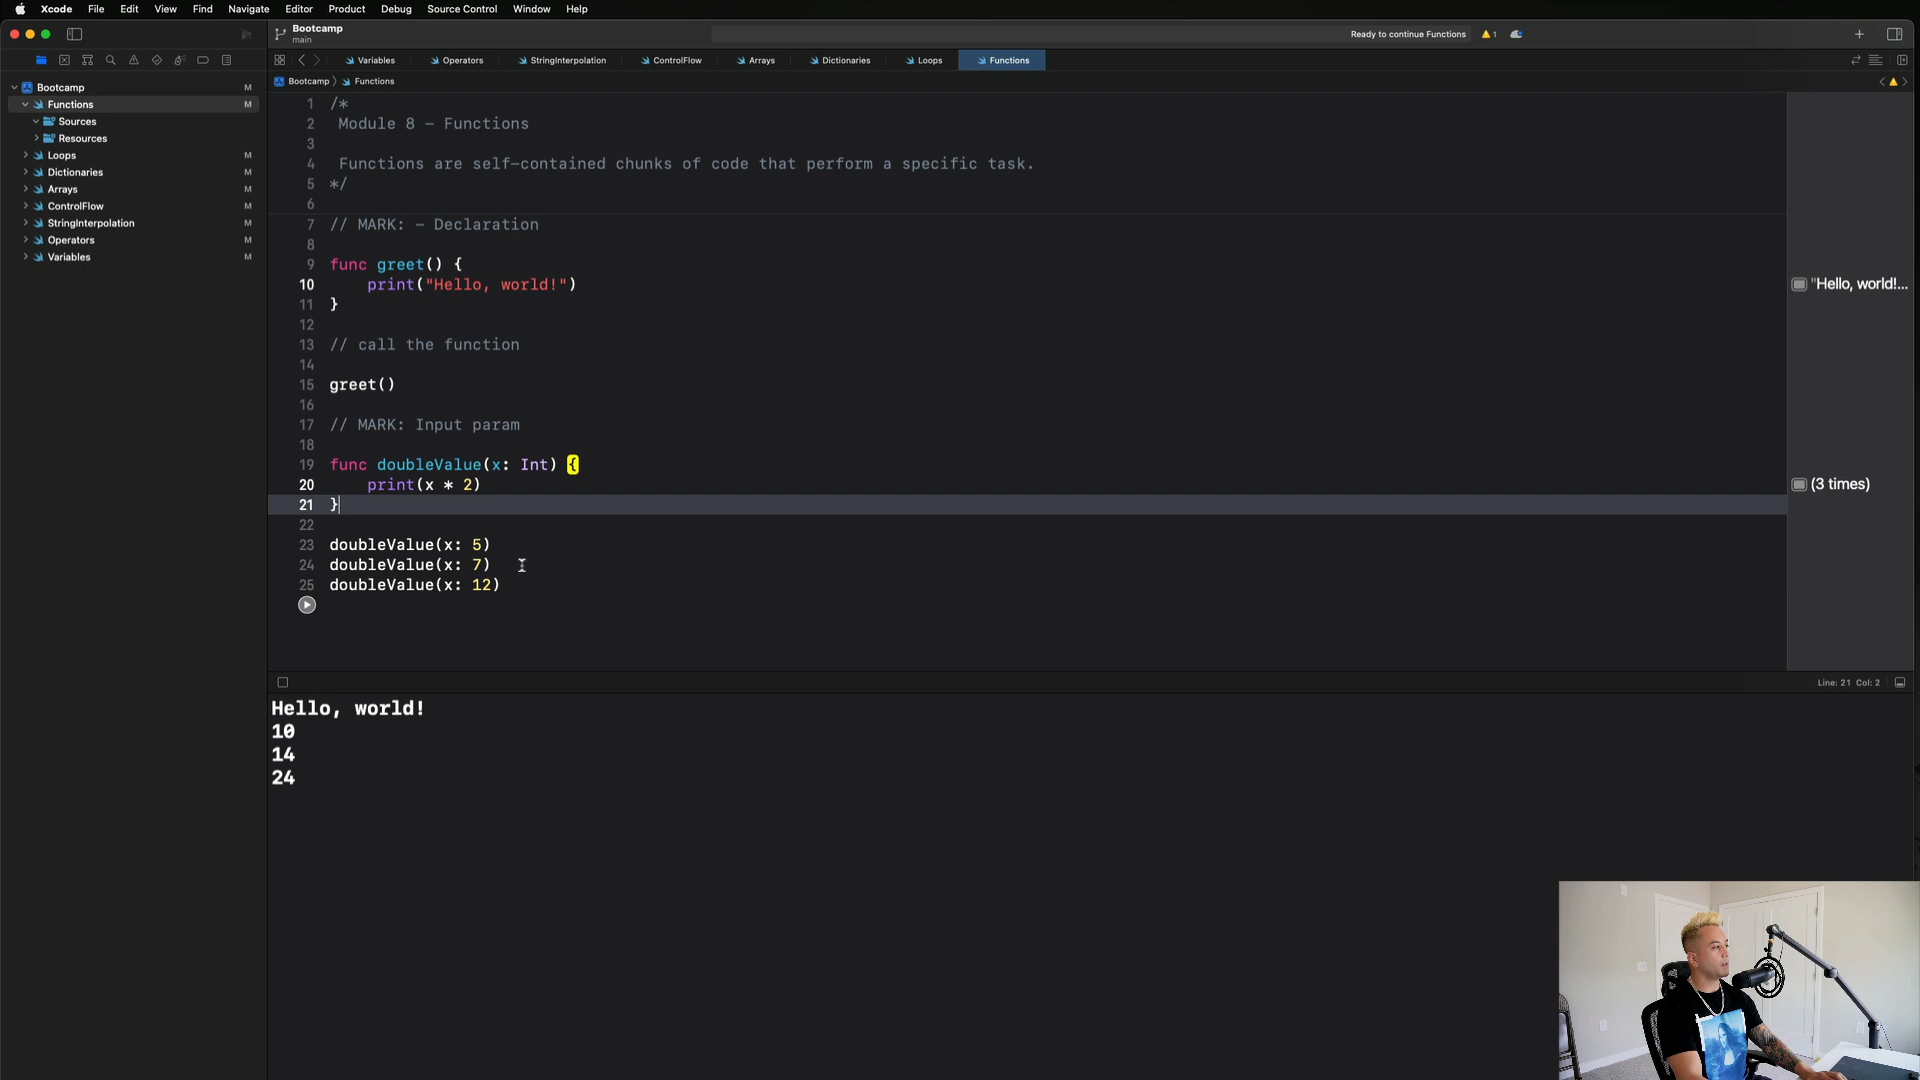 Xcode File Edit View Find Navigate Editor Product Debug Source Control Window Help
Bootcamp
main
Ready to continue Functions
1
Variables Operators StringInterpolation ControlFlow Arrays Dictionaries Loops Functions
Bootcamp Functions
Bootcamp M
Functions M
Sources
Resources
Loops M
Dictionaries M
Arrays M
ControlFlow M
StringInterpolation M
Operators M
Variables M
1 /*
2 Module 8 – Functions
3
4 Functions are self-contained chunks of code that perform a specific task.
5 */
6
7 // MARK: – Declaration
8
9 func greet() {
10 print("Hello, world!")
11 }
12
13 // call the function
14
15 greet()
16
17 // MARK: Input param
18
19 func doubleValue(x: Int) {
20 print(x * 2)
21 }
22
23 doubleValue(x: 5)
24 doubleValue(x: 7)
25 doubleValue(x: 12)
"Hello, world!...
(3 times)
Line: 21 Col: 2
Hello, world!
10
14
24